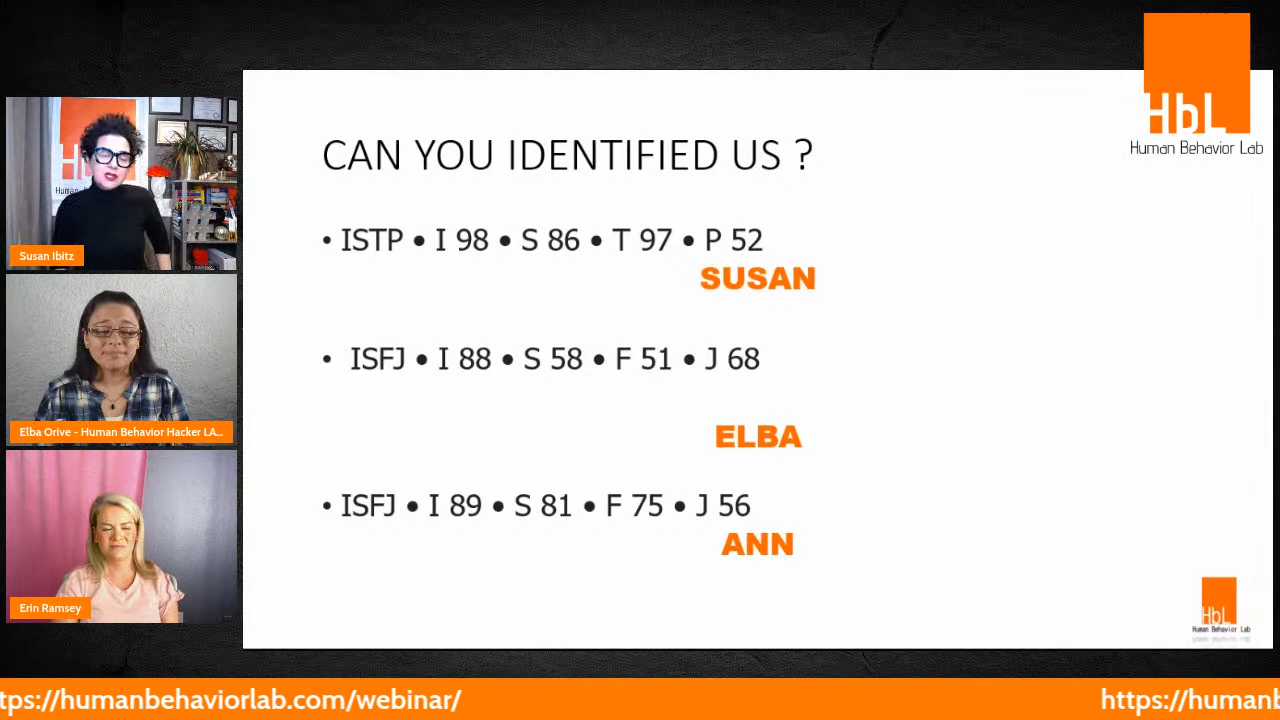 HbL
Human Behavior Lab
CAN YOU IDENTIFIED US ?
• ISTP • I 98 • S 86 • T 97 • P 52
SUSAN
• ISFJ • I 88 • S 58 • F 51 • J 68
ELBA
• ISFJ • I 89 • S 81 • F 75 • J 56
ANN
Susan Ibitz
Elba Orive - Human Behavior Hacker LA...
Erin Ramsey
HbL
Human Behavior Lab
tps://humanbehaviorlab.com/webinar/
https://humanb